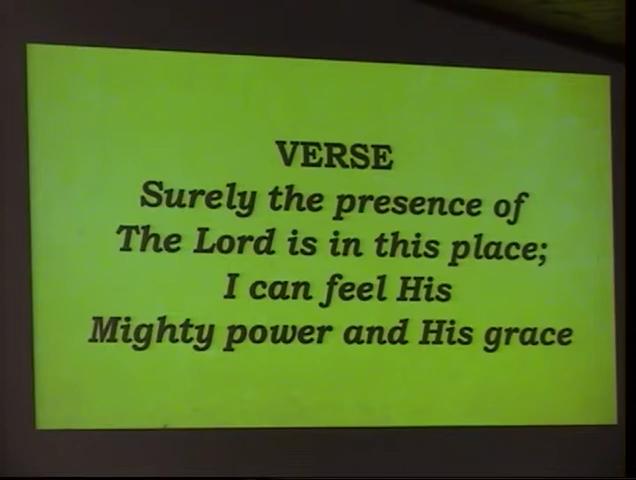 VERSE
Surely the presence of
The Lord is in this place;
I can feel His
Mighty power and His grace